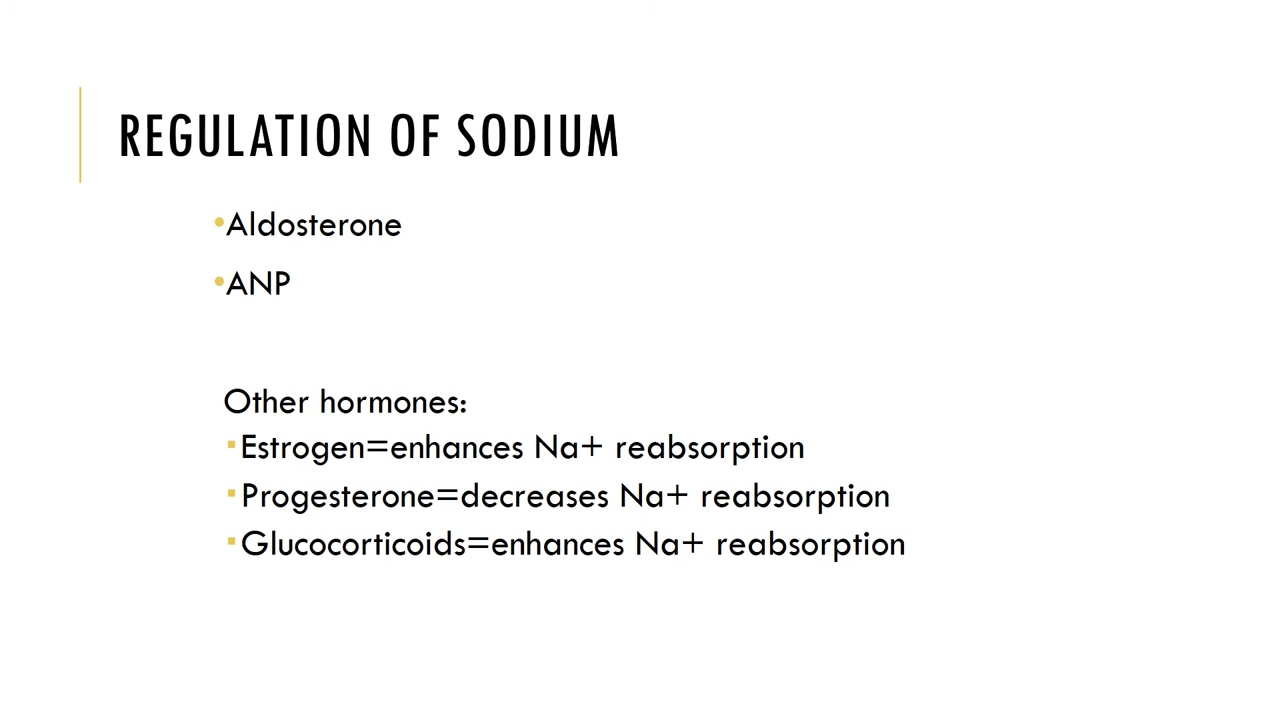 REGULATION OF SODIUM
•Aldosterone
•ANP
Other hormones:
▪Estrogen=enhances Na+ reabsorption
▪Progesterone=decreases Na+ reabsorption
▪Glucocorticoids=enhances Na+ reabsorption